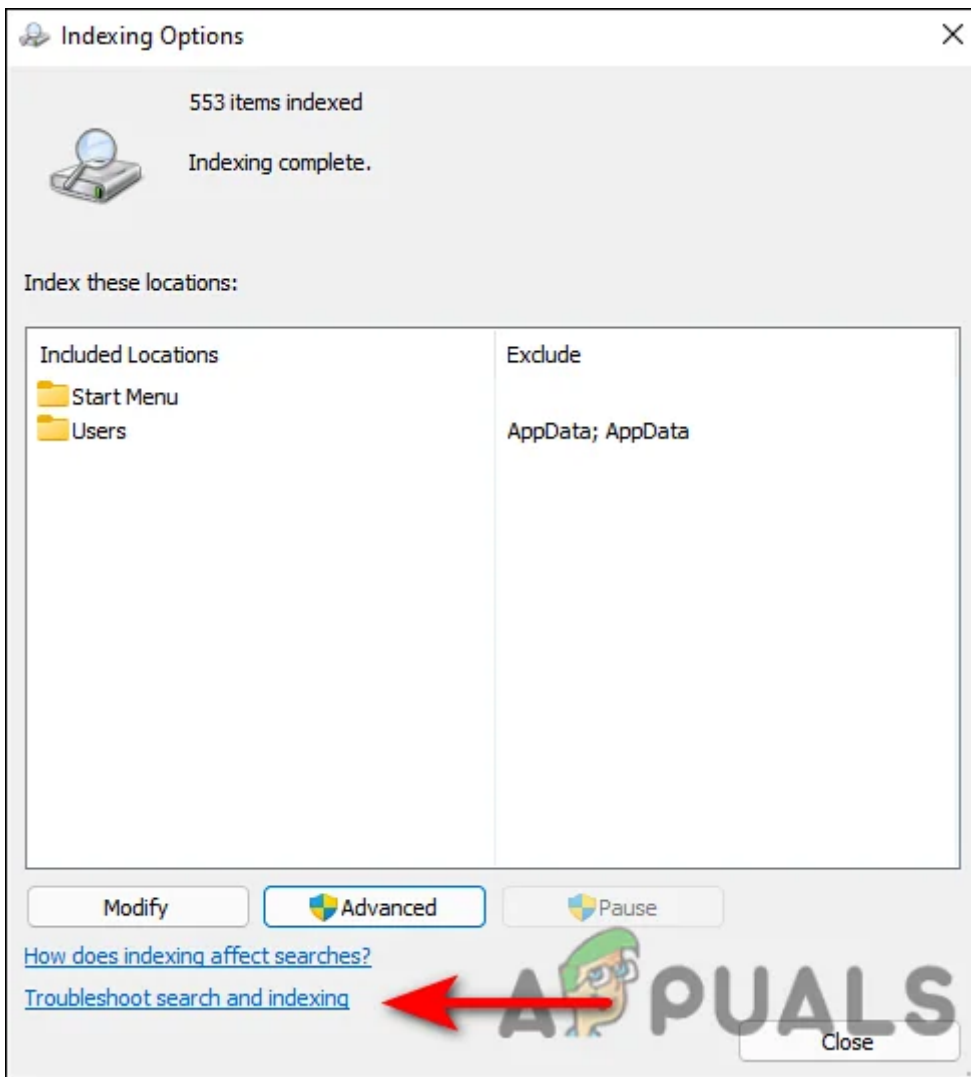 Indexing Options
553 items indexed
Indexing complete.
Index these locations:
Included Locations Exclude
Start Menu
Users AppData; AppData
Modify Advanced Pause
How does indexing affect searches?
Troubleshoot search and indexing
APPUALS
Close